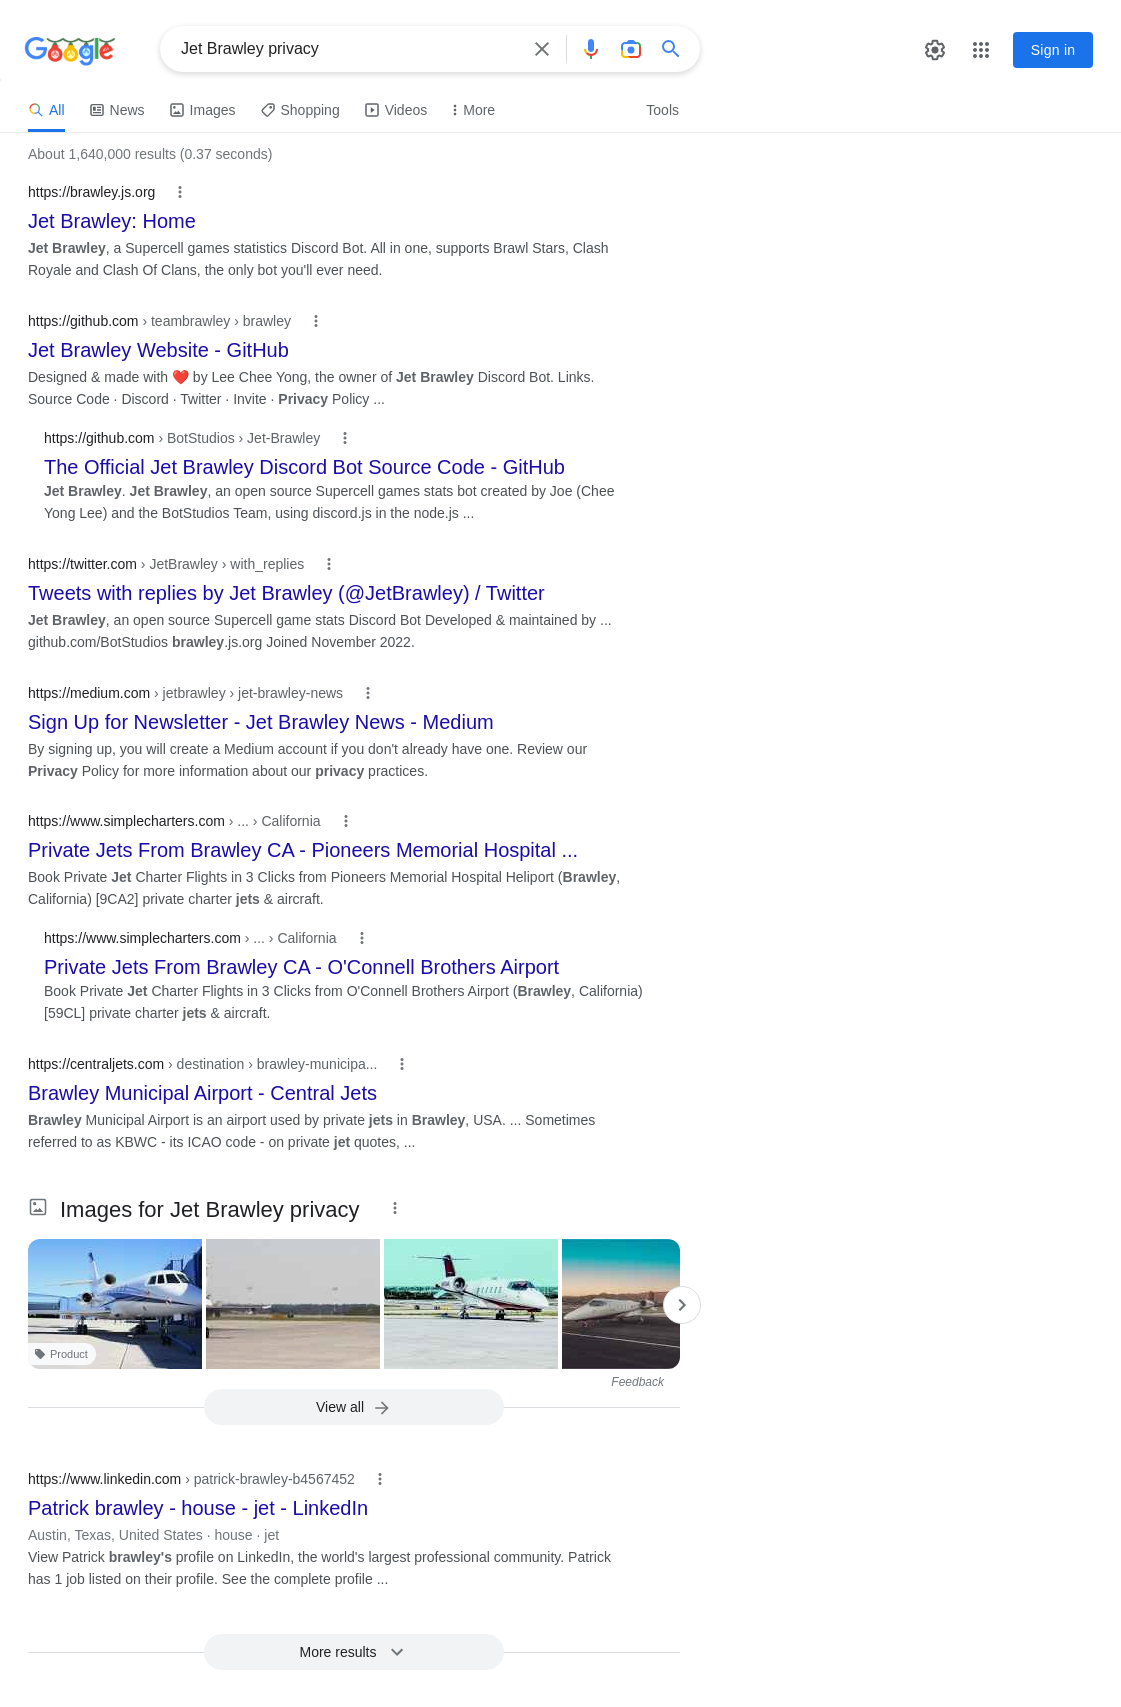 Google
Jet Brawley privacy
Sign in
All
News
Images
Shopping
Videos
More
Tools
About 1,640,000 results (0.37 seconds)
https://brawley.js.org
Jet Brawley: Home
Jet Brawley, a Supercell games statistics Discord Bot. All in one, supports Brawl Stars, Clash
Royale and Clash Of Clans, the only bot you'll ever need.
https://github.com › teambrawley › brawley
Jet Brawley Website - GitHub
Designed & made with ❤️ by Lee Chee Yong, the owner of Jet Brawley Discord Bot. Links.
Source Code · Discord · Twitter · Invite · Privacy Policy ...
https://github.com › BotStudios › Jet-Brawley
The Official Jet Brawley Discord Bot Source Code - GitHub
Jet Brawley. Jet Brawley, an open source Supercell games stats bot created by Joe (Chee
Yong Lee) and the BotStudios Team, using discord.js in the node.js ...
https://twitter.com › JetBrawley › with_replies
Tweets with replies by Jet Brawley (@JetBrawley) / Twitter
Jet Brawley, an open source Supercell game stats Discord Bot Developed & maintained by ...
github.com/BotStudios brawley.js.org Joined November 2022.
https://medium.com › jetbrawley › jet-brawley-news
Sign Up for Newsletter - Jet Brawley News - Medium
By signing up, you will create a Medium account if you don't already have one. Review our
Privacy Policy for more information about our privacy practices.
https://www.simplecharters.com › ... › California
Private Jets From Brawley CA - Pioneers Memorial Hospital ...
Book Private Jet Charter Flights in 3 Clicks from Pioneers Memorial Hospital Heliport (Brawley,
California) [9CA2] private charter jets & aircraft.
https://www.simplecharters.com › ... › California
Private Jets From Brawley CA - O'Connell Brothers Airport
Book Private Jet Charter Flights in 3 Clicks from O'Connell Brothers Airport (Brawley, California)
[59CL] private charter jets & aircraft.
https://centraljets.com › destination › brawley-municipa...
Brawley Municipal Airport - Central Jets
Brawley Municipal Airport is an airport used by private jets in Brawley, USA. ... Sometimes
referred to as KBWC - its ICAO code - on private jet quotes, ...
Images for Jet Brawley privacy
Product
Feedback
View all
https://www.linkedin.com › patrick-brawley-b4567452
Patrick brawley - house - jet - LinkedIn
Austin, Texas, United States · house · jet
View Patrick brawley's profile on LinkedIn, the world's largest professional community. Patrick
has 1 job listed on their profile. See the complete profile ...
More results